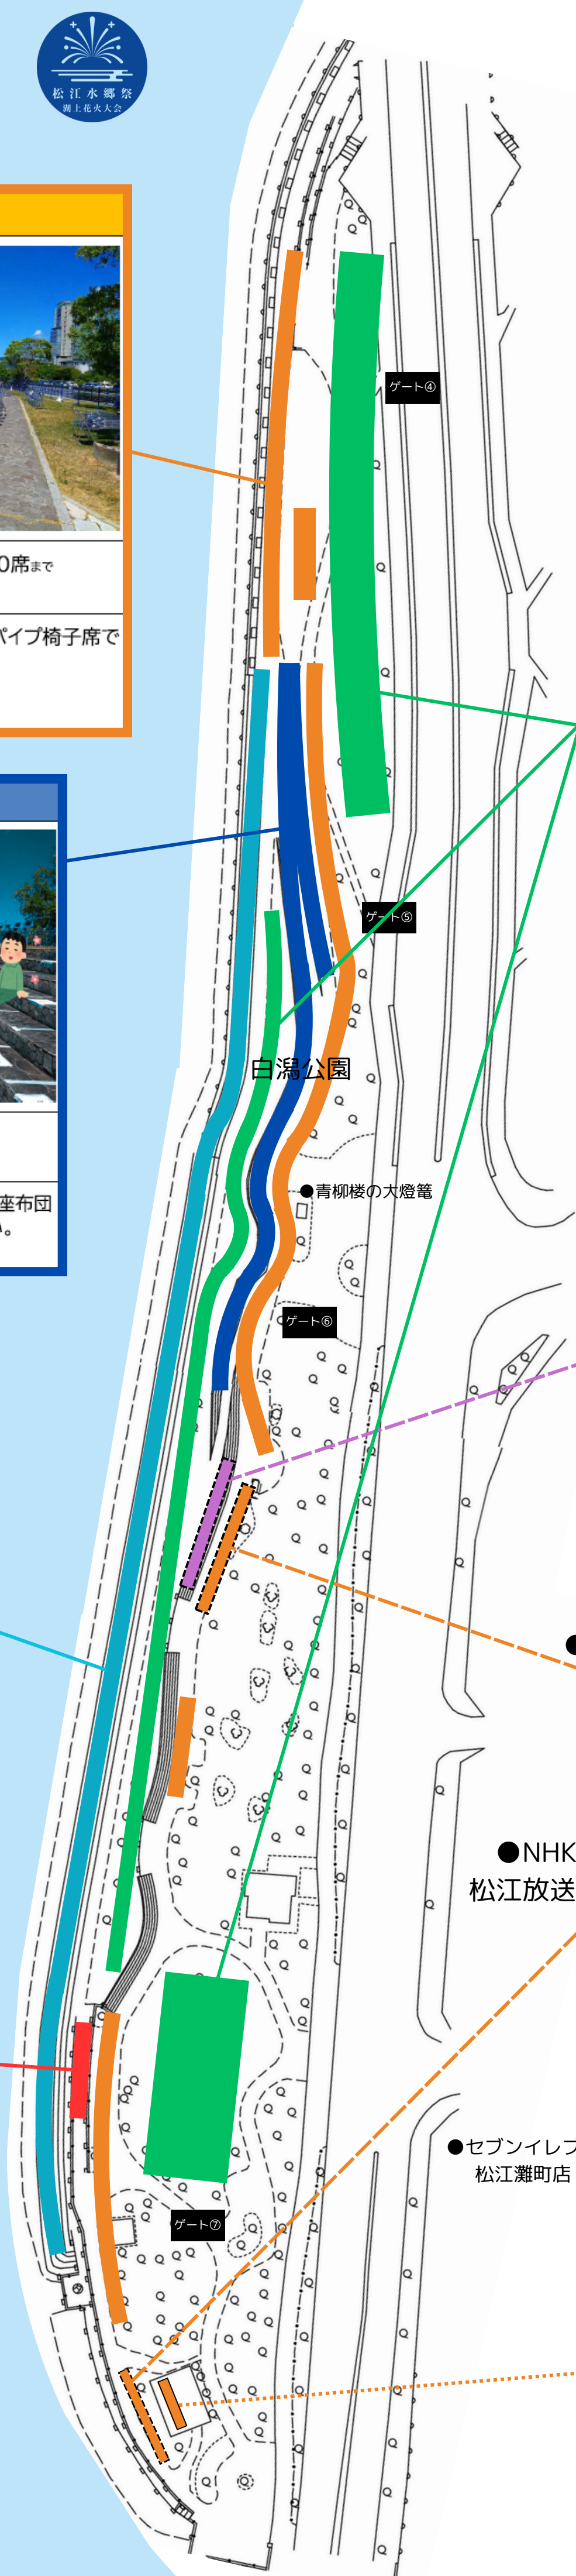 松江水郷祭
湖上花火大会
ゲート④
0席まで
パイプ椅子席で
ゲート⑤
白潟公園
座布団
い。
●青柳楼の大燈篭
ゲート⑥
●NHK
松江放送
●セブンイレブ
松江灘町店
ゲート⑦